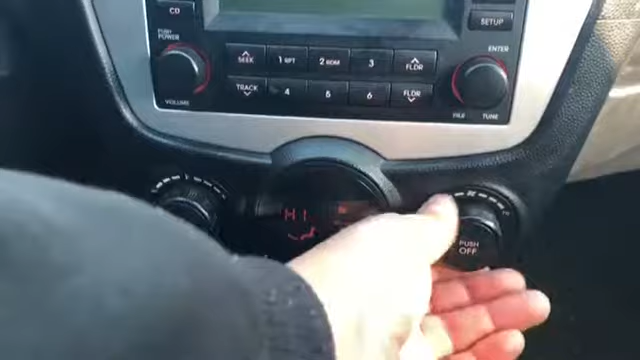 CD
SETUP
PUSH
POWER
VOLUME
SEEK
1 RPT
2 RDM
3
FLDR
TRACK
4
5
6
FLDR
ENTER
FILE
TUNE
HI
PUSH
OFF